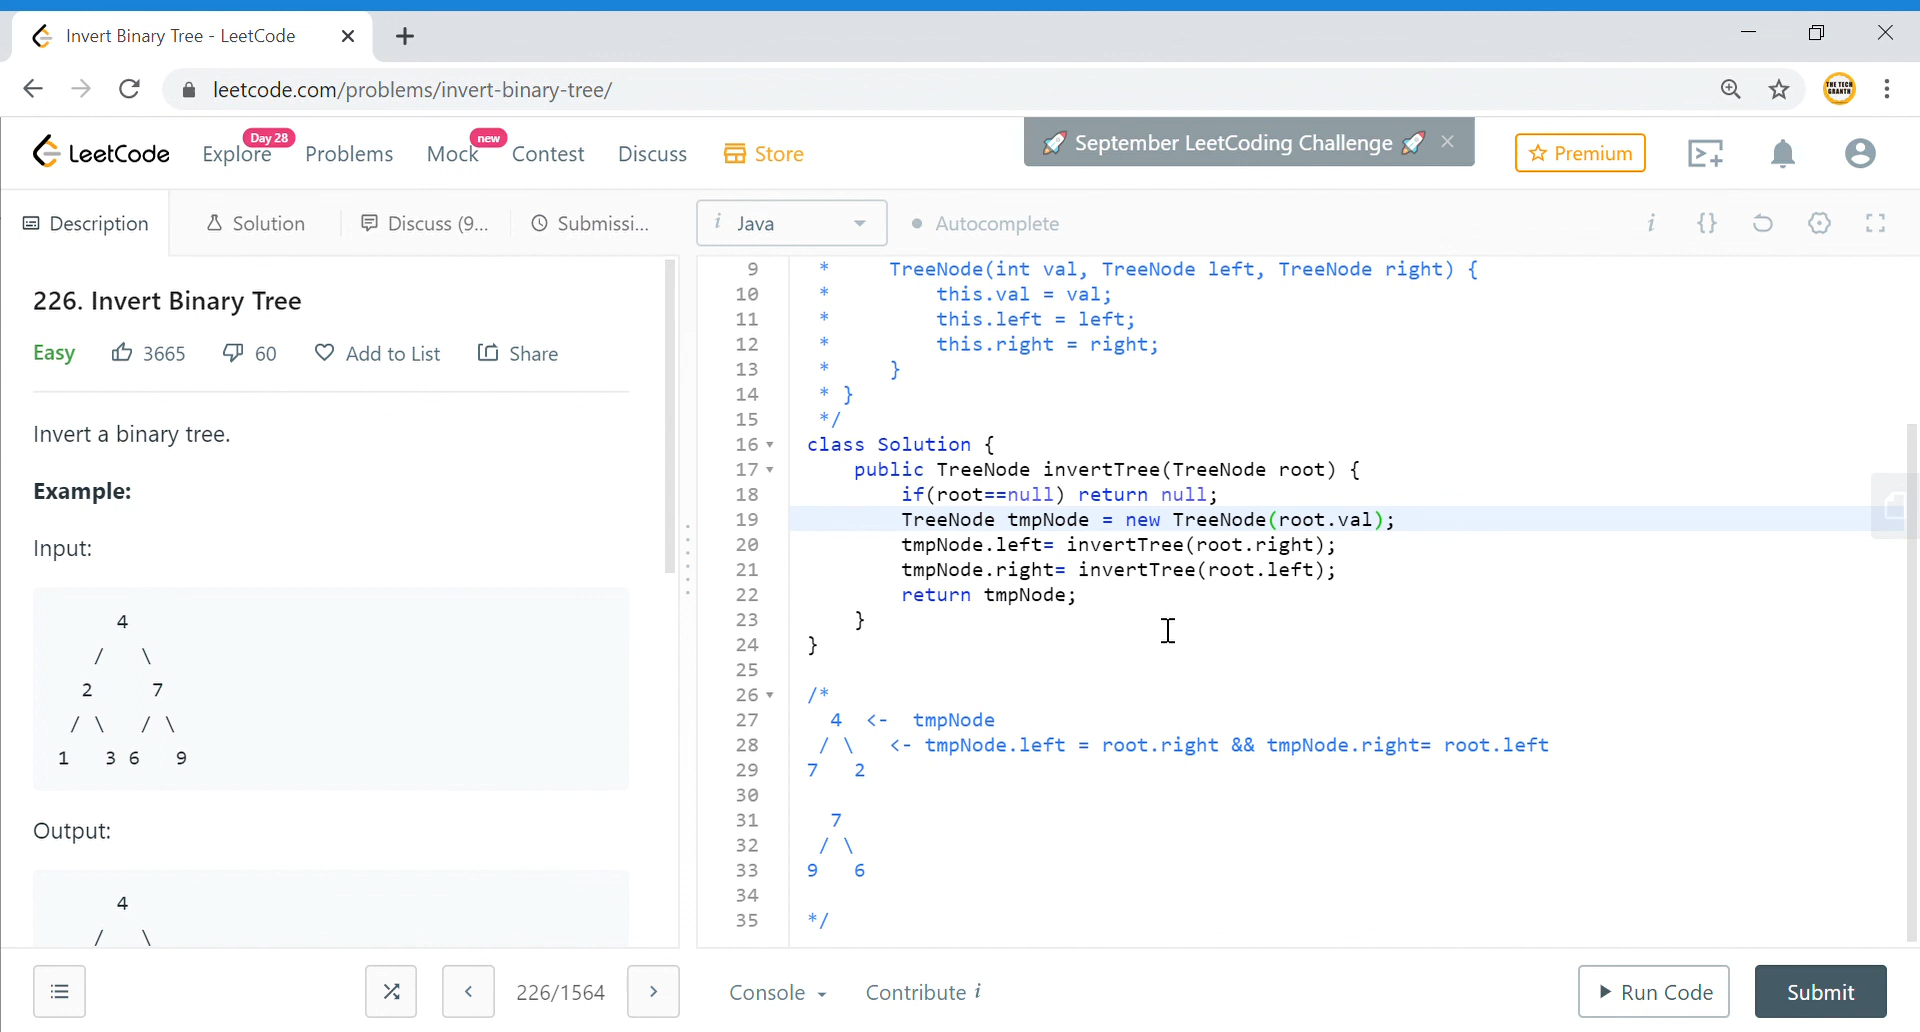 Invert Binary Tree - LeetCode
leetcode.com/problems/invert-binary-tree/
THE TECH GRANTH
LeetCode
Explore
Day 28
Problems
Mock
new
Contest
Discuss
Store
September LeetCoding Challenge
Premium
Description
Solution
Discuss (9...
Submissi...
i Java
Autocomplete
i {}
226. Invert Binary Tree
Easy 3665 60 Add to List Share
Invert a binary tree.
Example:
Input:
4
/ \
2 7
/ \ / \
1 3 6 9
Output:
4
/ \
9 * TreeNode(int val, TreeNode left, TreeNode right) {
10 * this.val = val;
11 * this.left = left;
12 * this.right = right;
13 * }
14 * }
15 */
16 class Solution {
17 public TreeNode invertTree(TreeNode root) {
18 if(root==null) return null;
19 TreeNode tmpNode = new TreeNode(root.val);
20 tmpNode.left= invertTree(root.right);
21 tmpNode.right= invertTree(root.left);
22 return tmpNode;
23 }
24 }
25
26 /*
27 4 <- tmpNode
28 / \ <- tmpNode.left = root.right && tmpNode.right= root.left
29 7 2
30
31 7
32 / \
33 9 6
34
35 */
226/1564
Console
Contribute i
Run Code
Submit